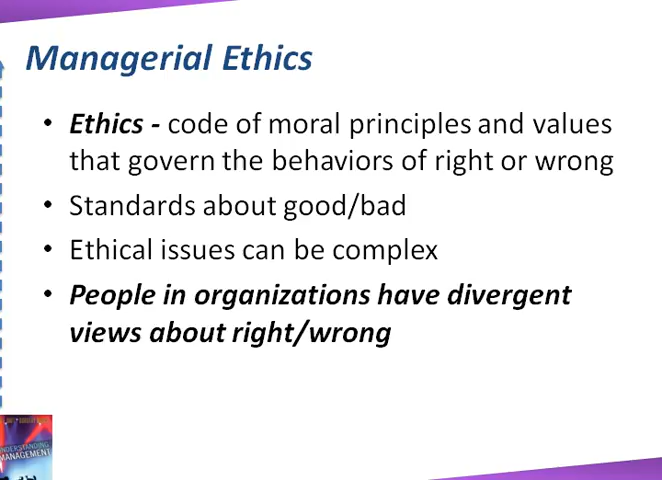 Managerial Ethics
• Ethics - code of moral principles and values
that govern the behaviors of right or wrong
• Standards about good/bad
• Ethical issues can be complex
• People in organizations have divergent
views about right/wrong
UNDERSTANDING
MANAGEMENT